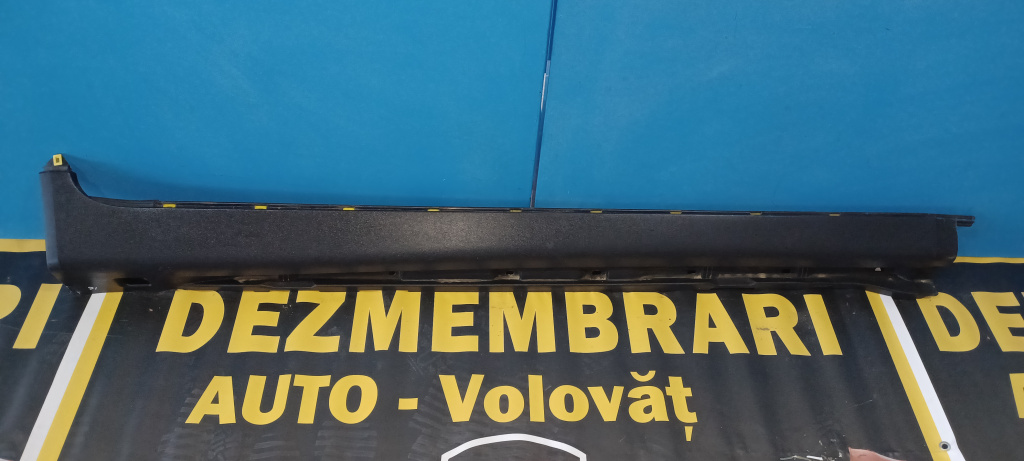 DEZMEMBRARI
AUTO - Volovăț